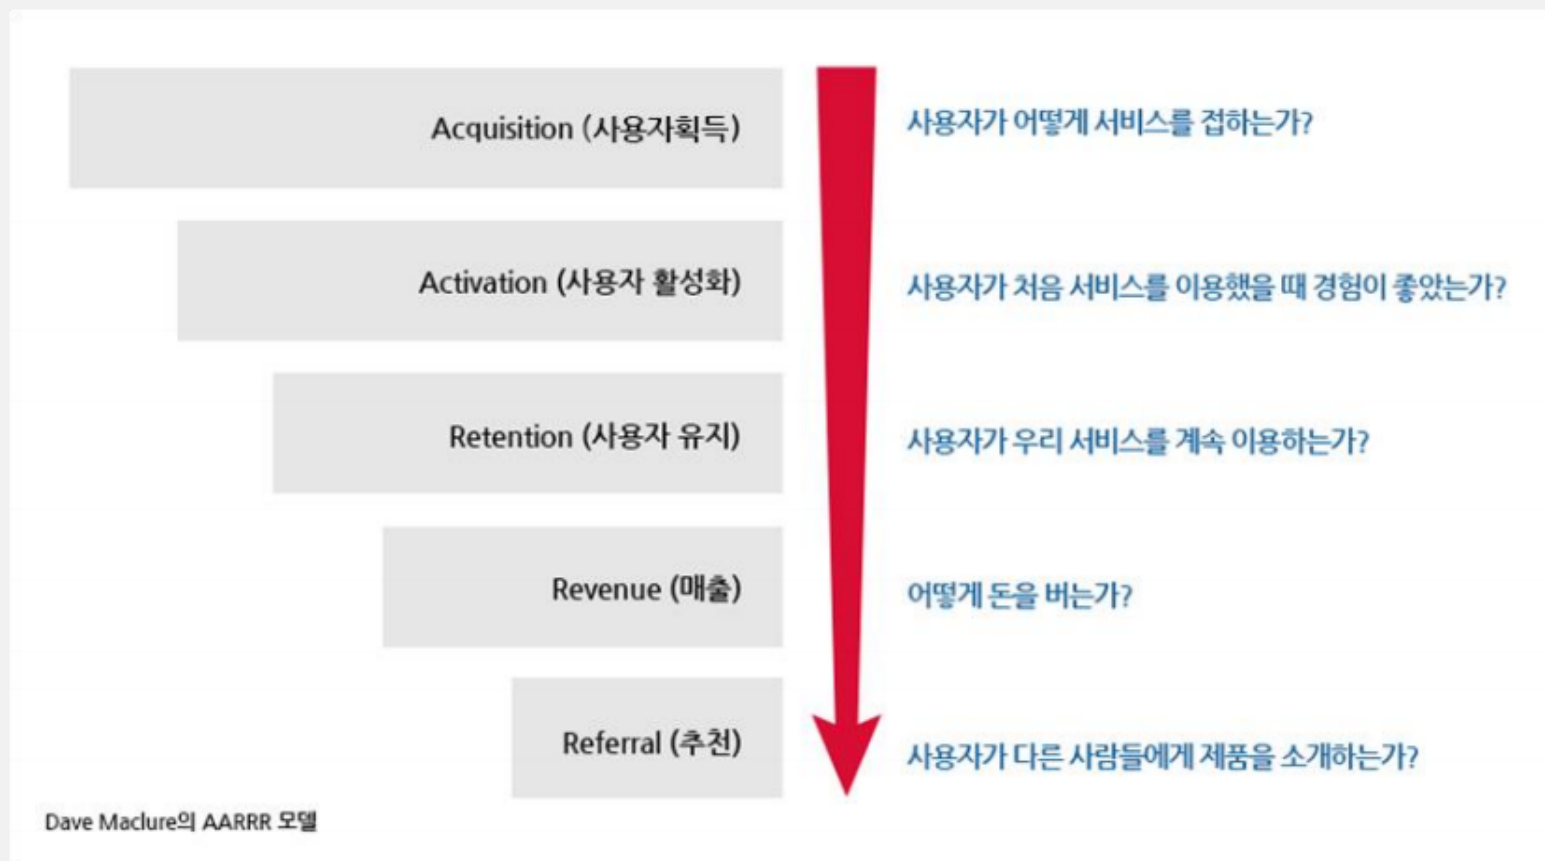 Acquisition (사용자획득)
사용자가 어떻게 서비스를 접하는가?
Activation (사용자 활성화)
사용자가 처음 서비스를 이용했을 때 경험이 좋았는가?
Retention (사용자 유지)
사용자가 우리 서비스를 계속 이용하는가?
Revenue (매출)
어떻게 돈을 버는가?
Referral (추천)
사용자가 다른 사람들에게 제품을 소개하는가?
Dave Maclure의 AARRR 모델